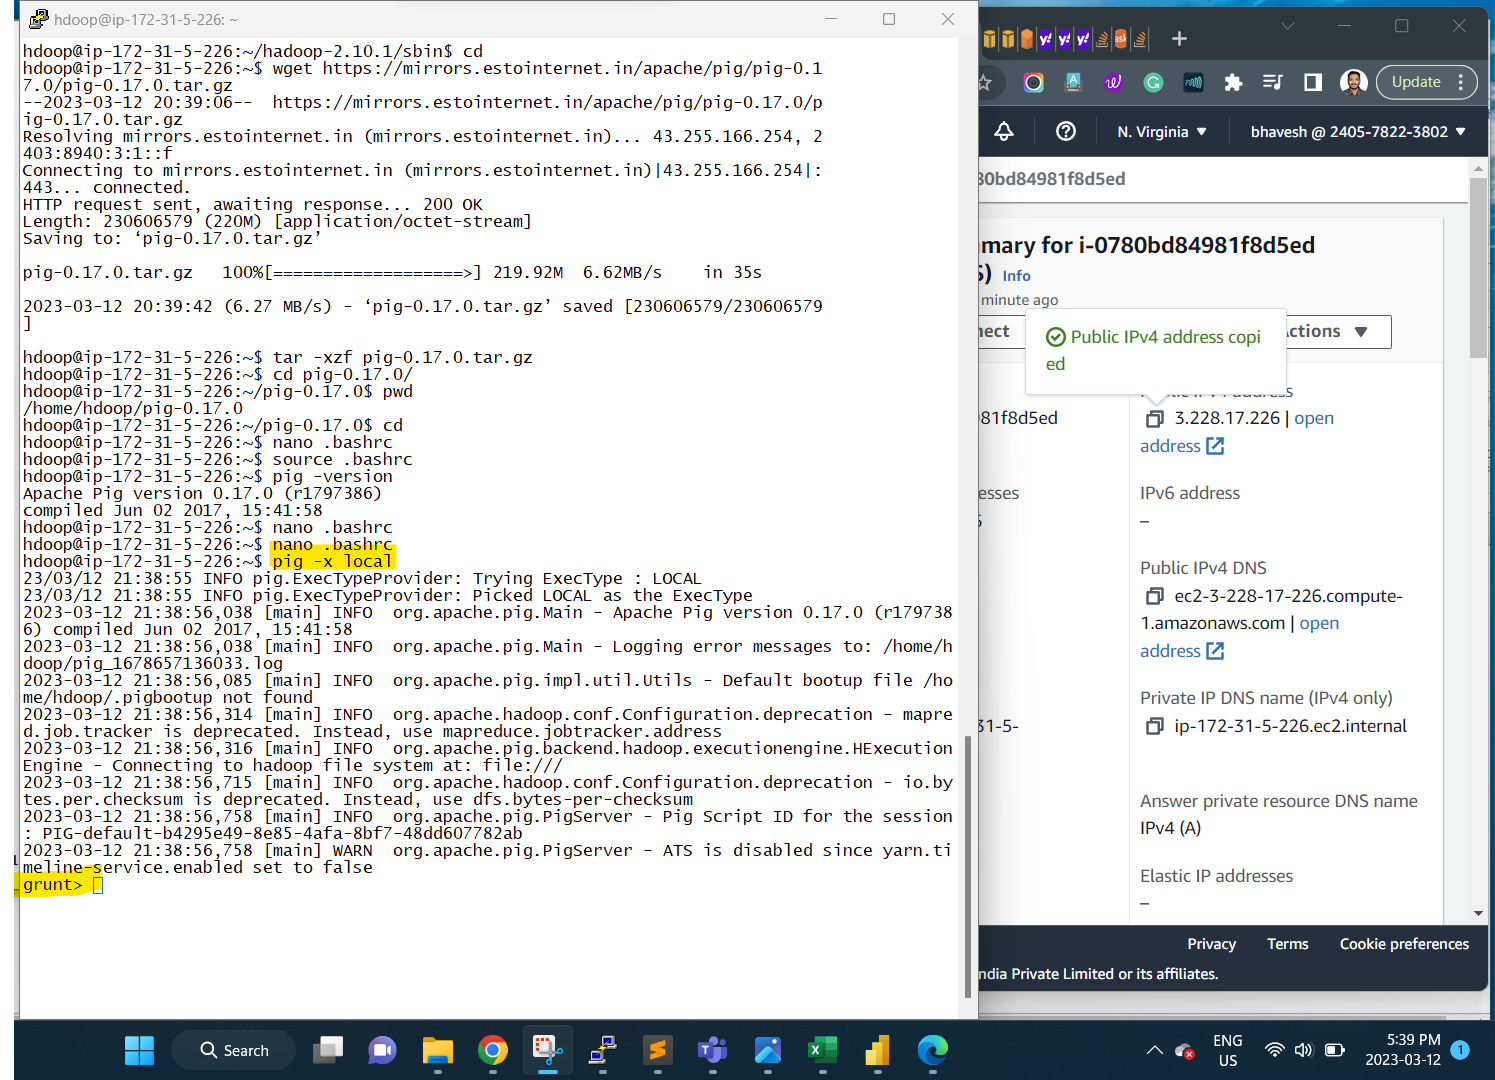 hdoop@ip-172-31-5-226: ~
hdoop@ip-172-31-5-226:~/hadoop-2.10.1/sbin$ cd
hdoop@ip-172-31-5-226:~$ wget https://mirrors.estointernet.in/apache/pig/pig-0.1
7.0/pig-0.17.0.tar.gz
--2023-03-12 20:39:06--  https://mirrors.estointernet.in/apache/pig/pig-0.17.0/p
ig-0.17.0.tar.gz
Resolving mirrors.estointernet.in (mirrors.estointernet.in)... 43.255.166.254, 2
403:8940:3:1::f
Connecting to mirrors.estointernet.in (mirrors.estointernet.in)|43.255.166.254|:
443... connected.
HTTP request sent, awaiting response... 200 OK
Length: 230606579 (220M) [application/octet-stream]
Saving to: ‘pig-0.17.0.tar.gz’
pig-0.17.0.tar.gz   100%[===================>] 219.92M  6.62MB/s    in 35s
2023-03-12 20:39:42 (6.27 MB/s) - ‘pig-0.17.0.tar.gz’ saved [230606579/230606579
]
hdoop@ip-172-31-5-226:~$ tar -xzf pig-0.17.0.tar.gz
hdoop@ip-172-31-5-226:~$ cd pig-0.17.0/
hdoop@ip-172-31-5-226:~/pig-0.17.0$ pwd
/home/hdoop/pig-0.17.0
hdoop@ip-172-31-5-226:~/pig-0.17.0$ cd
hdoop@ip-172-31-5-226:~$ nano .bashrc
hdoop@ip-172-31-5-226:~$ source .bashrc
hdoop@ip-172-31-5-226:~$ pig -version
Apache Pig version 0.17.0 (r1797386)
compiled Jun 02 2017, 15:41:58
hdoop@ip-172-31-5-226:~$ nano .bashrc
hdoop@ip-172-31-5-226:~$ nano .bashrc
hdoop@ip-172-31-5-226:~$ pig -x local
23/03/12 21:38:55 INFO pig.ExecTypeProvider: Trying ExecType : LOCAL
23/03/12 21:38:55 INFO pig.ExecTypeProvider: Picked LOCAL as the ExecType
2023-03-12 21:38:56,038 [main] INFO  org.apache.pig.Main - Apache Pig version 0.17.0 (r179738
6) compiled Jun 02 2017, 15:41:58
2023-03-12 21:38:56,038 [main] INFO  org.apache.pig.Main - Logging error messages to: /home/h
doop/pig_1678657136033.log
2023-03-12 21:38:56,085 [main] INFO  org.apache.pig.impl.util.Utils - Default bootup file /ho
me/hdoop/.pigbootup not found
2023-03-12 21:38:56,314 [main] INFO  org.apache.hadoop.conf.Configuration.deprecation - mapre
d.job.tracker is deprecated. Instead, use mapreduce.jobtracker.address
2023-03-12 21:38:56,316 [main] INFO  org.apache.pig.backend.hadoop.executionengine.HExecution
Engine - Connecting to hadoop file system at: file:///
2023-03-12 21:38:56,715 [main] INFO  org.apache.hadoop.conf.Configuration.deprecation - io.by
tes.per.checksum is deprecated. Instead, use dfs.bytes-per-checksum
2023-03-12 21:38:56,758 [main] INFO  org.apache.pig.PigServer - Pig Script ID for the session
: PIG-default-b4295e49-8e85-4afa-8bf7-48dd607782ab
2023-03-12 21:38:56,758 [main] WARN  org.apache.pig.PigServer - ATS is disabled since yarn.ti
meline-service.enabled set to false
grunt>
Update
N. Virginia
bhavesh @ 2405-7822-3802
80bd84981f8d5ed
mary for i-0780bd84981f8d5ed
) Info
minute ago
nect
ctions
Public IPv4 address copi
ed
81f8d5ed
3.228.17.226 | open
address
esses
IPv6 address
–
Public IPv4 DNS
ec2-3-228-17-226.compute-
1.amazonaws.com | open
address
Private IP DNS name (IPv4 only)
31-5-
ip-172-31-5-226.ec2.internal
Answer private resource DNS name
IPv4 (A)
Elastic IP addresses
–
Privacy
Terms
Cookie preferences
ndia Private Limited or its affiliates.
Search
ENG
US
5:39 PM
2023-03-12
1